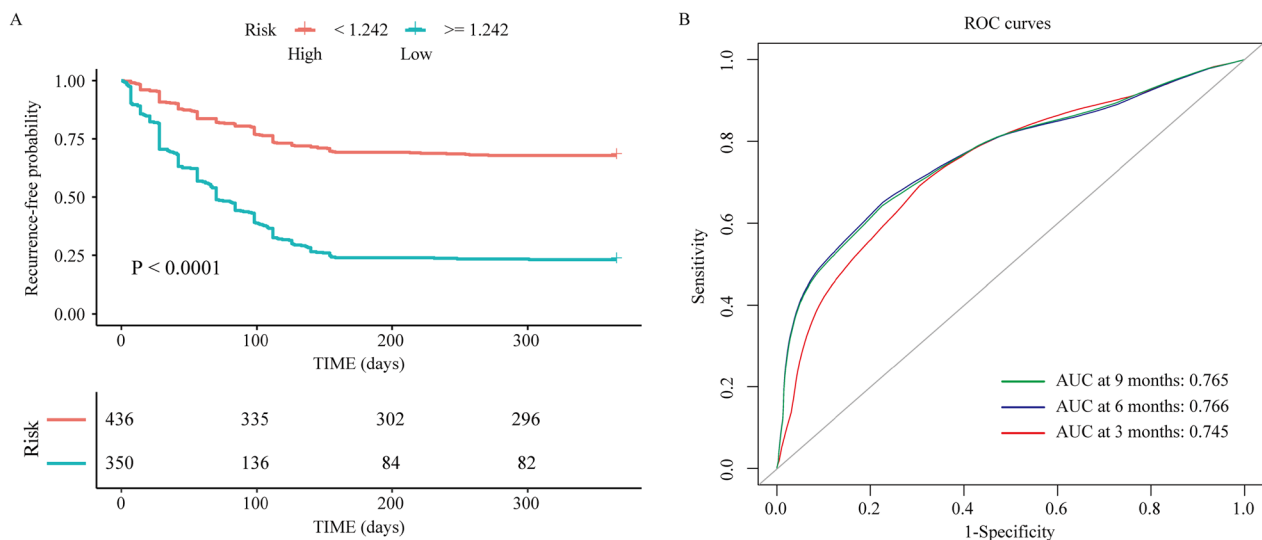 A
Risk < 1.242 >= 1.242
High Low
Recurrence-free probability
1.00
0.75
0.50
0.25
0.00
P < 0.0001
0 100 200 300
TIME (days)
Risk
436 335 302 296
350 136 84 82
0 100 200 300
TIME (days)
B
ROC curves
Sensitivity
1.0
0.8
0.6
0.4
0.2
0.0
AUC at 9 months: 0.765
AUC at 6 months: 0.766
AUC at 3 months: 0.745
0.0 0.2 0.4 0.6 0.8 1.0
1-Specificity